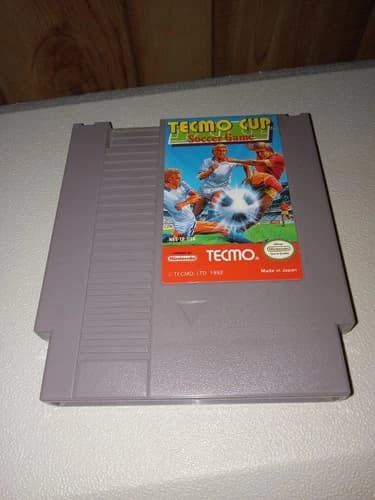 TECMO CUP
Soccer Game
Nintendo
TECMO®
© TECMO, LTD 1992
Made in Japan